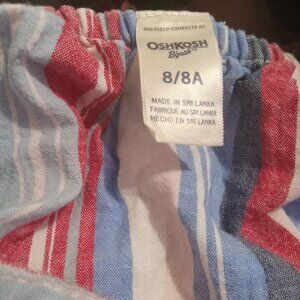 OSHKOSH
B'gosh
8/8A
MADE IN SRI LANKA
FABRIQUÉ AU SRI LANKA
HECHO EN SRI LANKA